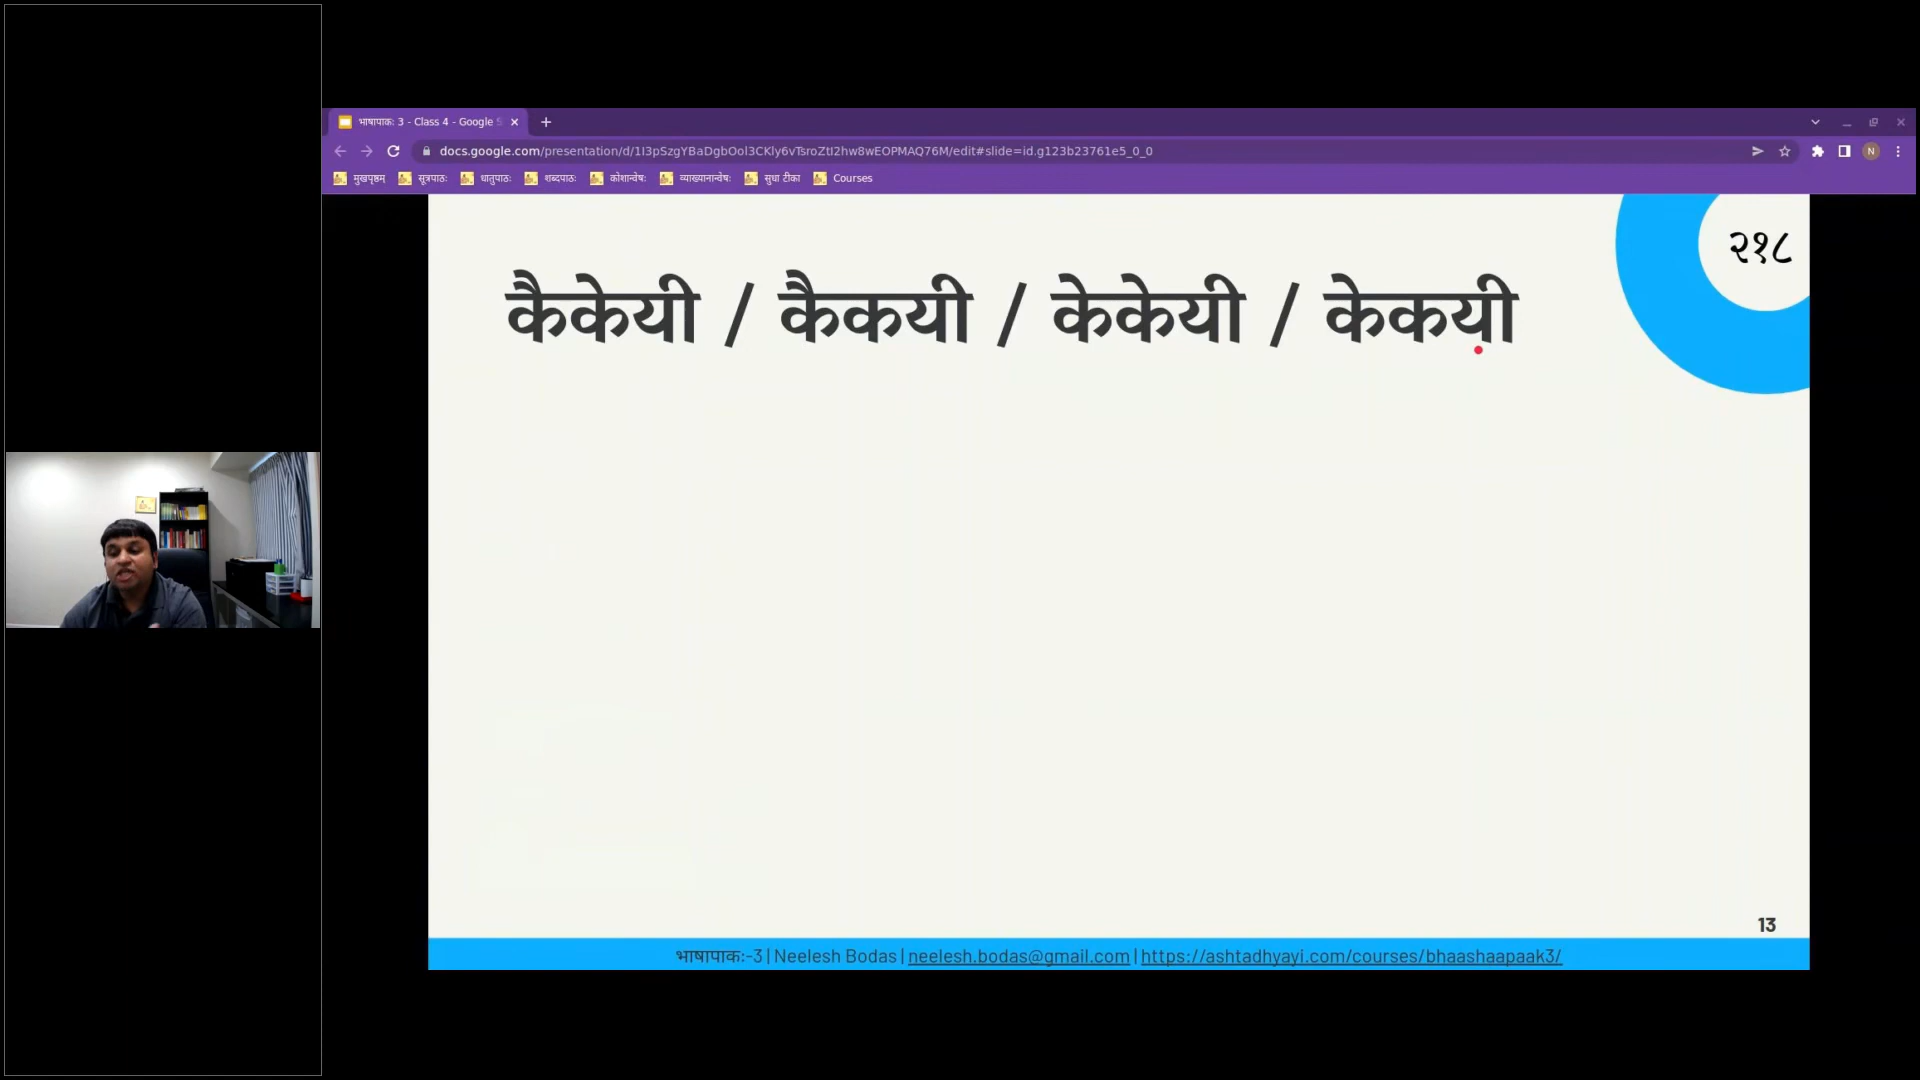 भाषापाकः 3 - Class 4 - Google S
docs.google.com/presentation/d/1I3pSzgYBaDgbOol3CKly6vTsroZtI2hw8wEOPMAQ76M/edit#slide=id.g123b23761e5_0_0
N
मुखपृष्ठम् सूत्रपाठः धातुपाठः शब्दपाठः कोशान्वेषः व्याख्यानान्वेषः सुधा टीका Courses
२१८
कैकेयी / कैकयी / केकेयी / केकयी
13
भाषापाकः-3 | Neelesh Bodas | neelesh.bodas@gmail.com | https://ashtadhyayi.com/courses/bhaashaapaak3/